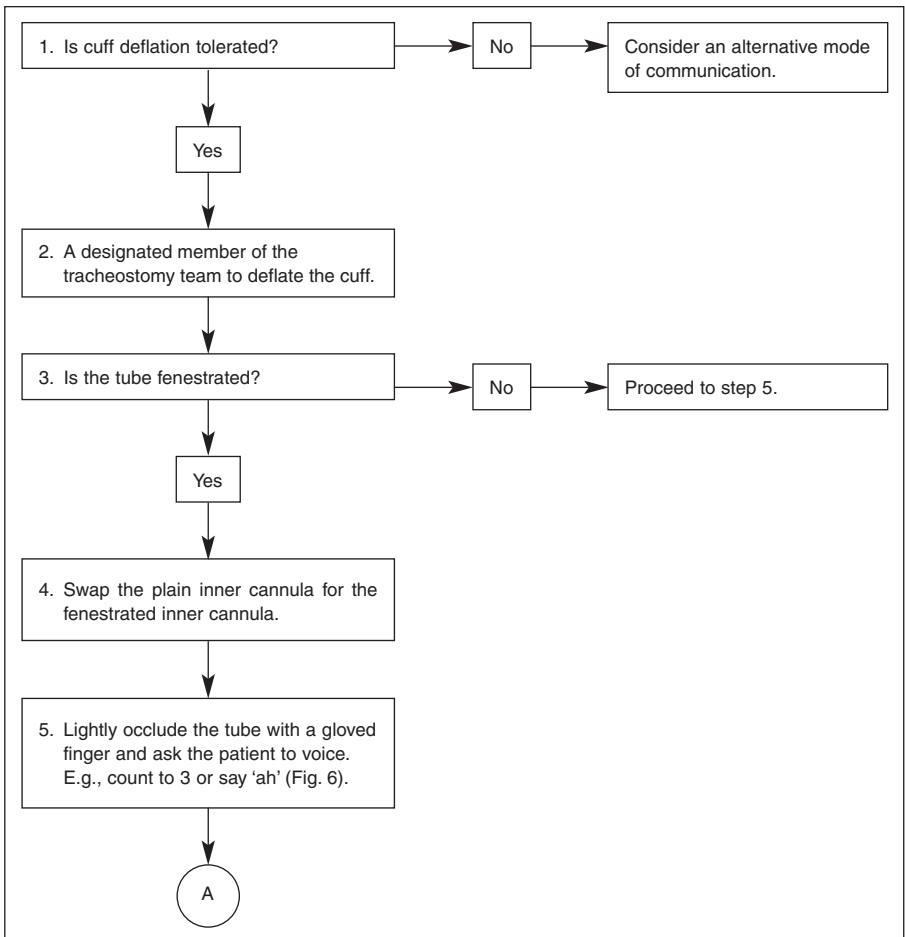 1. Is cuff deflation tolerated?
No
Consider an alternative mode
of communication.
Yes
2. A designated member of the
tracheostomy team to deflate the cuff.
3. Is the tube fenestrated?
No
Proceed to step 5.
Yes
4. Swap the plain inner cannula for the
fenestrated inner cannula.
5. Lightly occlude the tube with a gloved
finger and ask the patient to voice.
E.g., count to 3 or say ‘ah’ (Fig. 6).
A